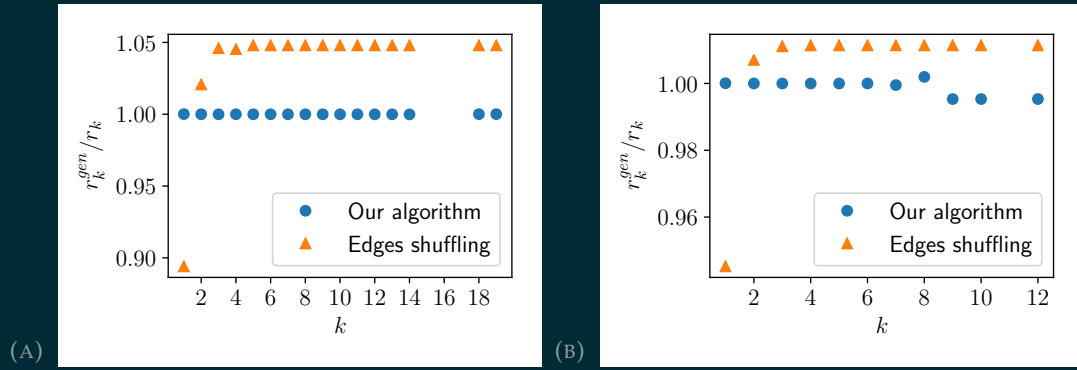 1.05
1.00
0.95
0.90
r_k^{gen}/r_k
Our algorithm
Edges shuffling
2 4 6 8 10 12 14 16 18
k
(A)
1.00
0.98
0.96
r_k^{gen}/r_k
Our algorithm
Edges shuffling
2 4 6 8 10 12
k
(B)